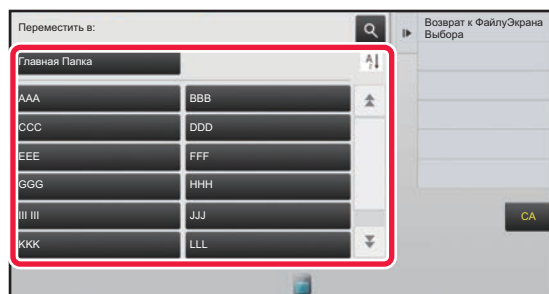 Переместить в:
Возврат к ФайлуЭкрана
Выбора
Главная Папка
A
Z
AAA
BBB
CCC
DDD
EEE
FFF
GGG
HHH
III III
JJJ
KKK
LLL
CA